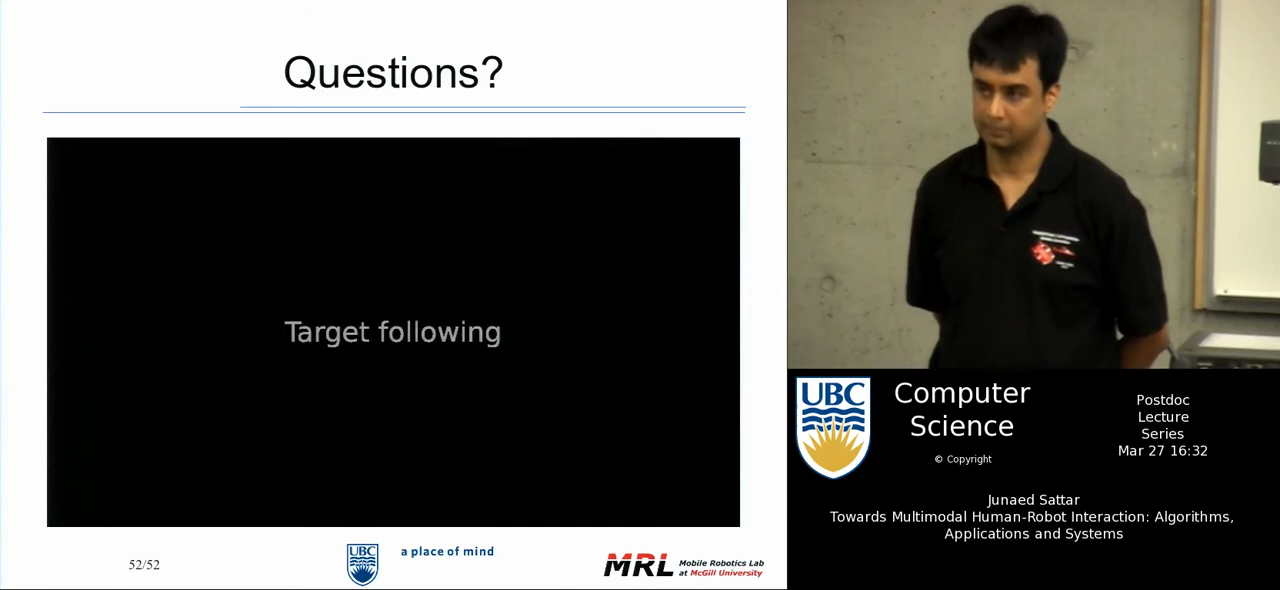 Questions?
Target following
52/52
UBC
a place of mind
MRL
Mobile Robotics Lab
at McGill University
UBC
Computer
Science
© Copyright
Postdoc
Lecture
Series
Mar 27 16:32
Junaed Sattar
Towards Multimodal Human-Robot Interaction: Algorithms,
Applications and Systems